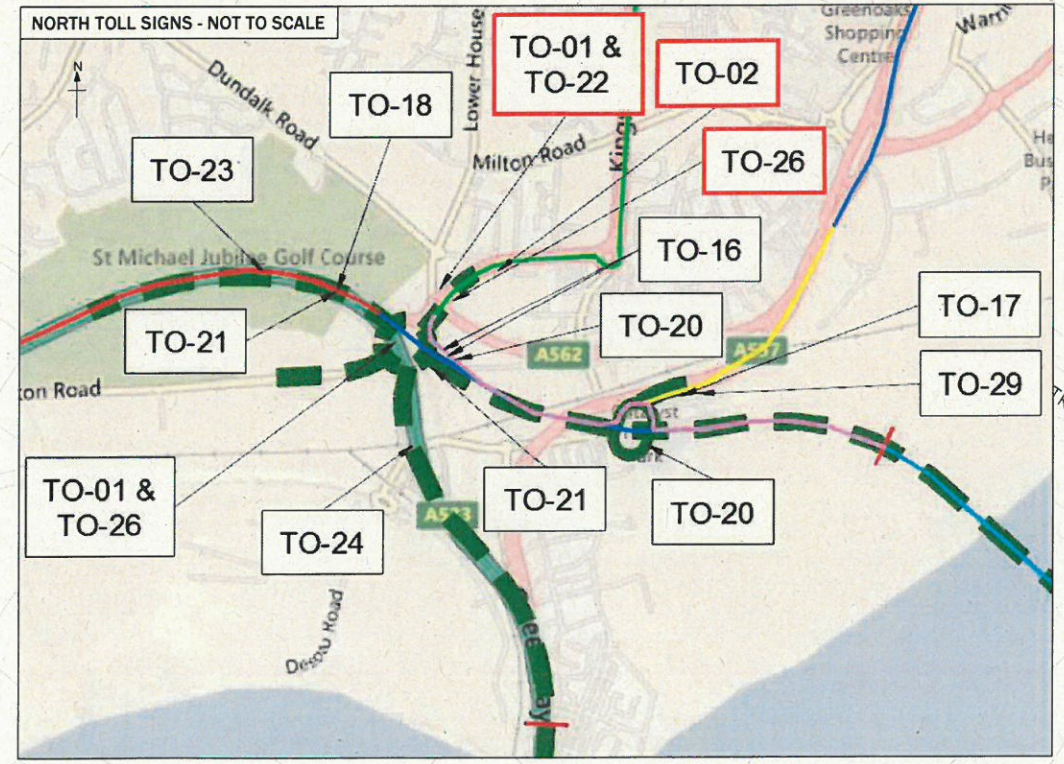 NORTH TOLL SIGNS - NOT TO SCALE
N
Dundalk Road
Lower House
TO-01 &
TO-22
TO-02
Greenoaks
Shopping
Centre
TO-18
Milton Road
TO-26
TO-23
St Michael Jubilee Golf Course
TO-16
TO-21
TO-20
TO-17
A562
A557
TO-29
ton Road
TO-01 &
TO-26
TO-24
TO-21
TO-20
A533